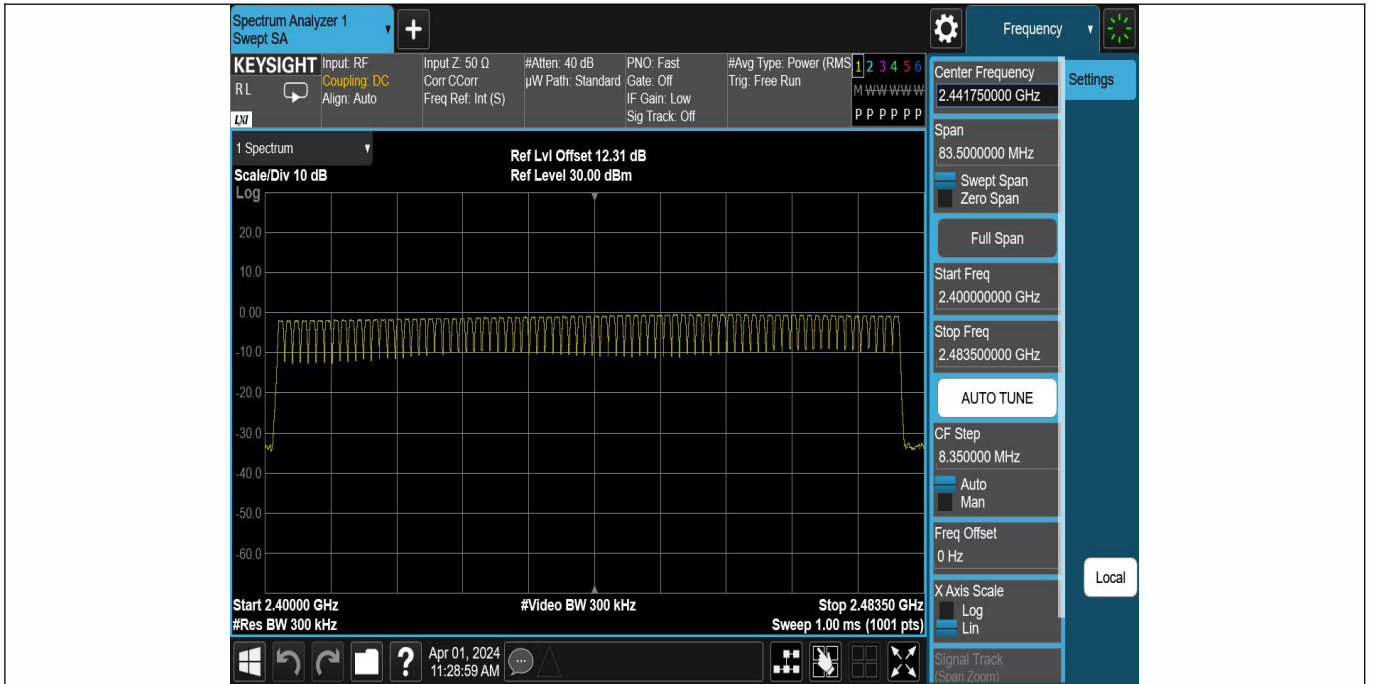 Spectrum Analyzer 1
Swept SA
+
Frequency
KEYSIGHT
RL
LXI
Input: RF
Coupling: DC
Align: Auto
Input Z: 50 Ω
Corr CCorr
Freq Ref: Int (S)
#Atten: 40 dB
µW Path: Standard
PNO: Fast
Gate: Off
IF Gain: Low
Sig Track: Off
#Avg Type: Power (RMS
Trig: Free Run
1 2 3 4 5 6
M W W W W W
P P P P P P
Center Frequency
2.441750000 GHz
Settings
1 Spectrum
Scale/Div 10 dB
Ref Lvl Offset 12.31 dB
Ref Level 30.00 dBm
Log
20.0
10.0
0.00
-10.0
-20.0
-30.0
-40.0
-50.0
-60.0
Start 2.40000 GHz
#Res BW 300 kHz
#Video BW 300 kHz
Stop 2.48350 GHz
Sweep 1.00 ms (1001 pts)
Span
83.5000000 MHz
Swept Span
Zero Span
Full Span
Start Freq
2.400000000 GHz
Stop Freq
2.483500000 GHz
AUTO TUNE
CF Step
8.350000 MHz
Auto
Man
Freq Offset
0 Hz
X Axis Scale
Log
Lin
Signal Track
(Span Zoom)
Local
?
Apr 01, 2024
11:28:59 AM